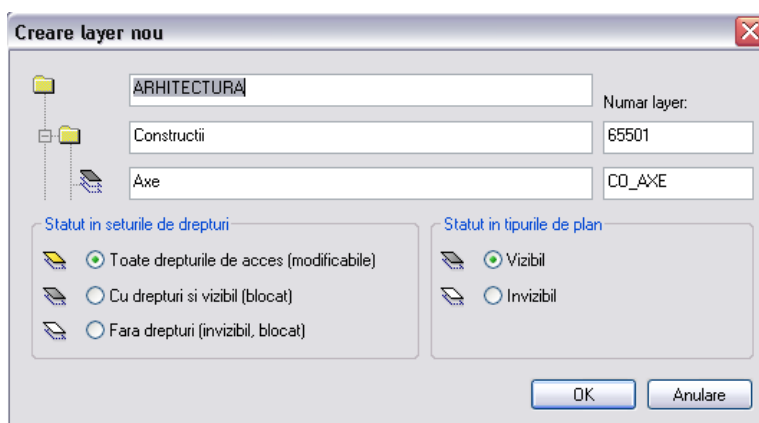 Creare layer nou
ARHITECTURA
Numar layer:
Constructii
65501
Axe
CO_AXE
Statut in seturile de drepturi
Statut in tipurile de plan
Toate drepturile de acces (modificabile)
Vizibil
Cu drepturi si vizibil (blocat)
Invizibil
Fara drepturi (invizibil, blocat)
OK
Anulare